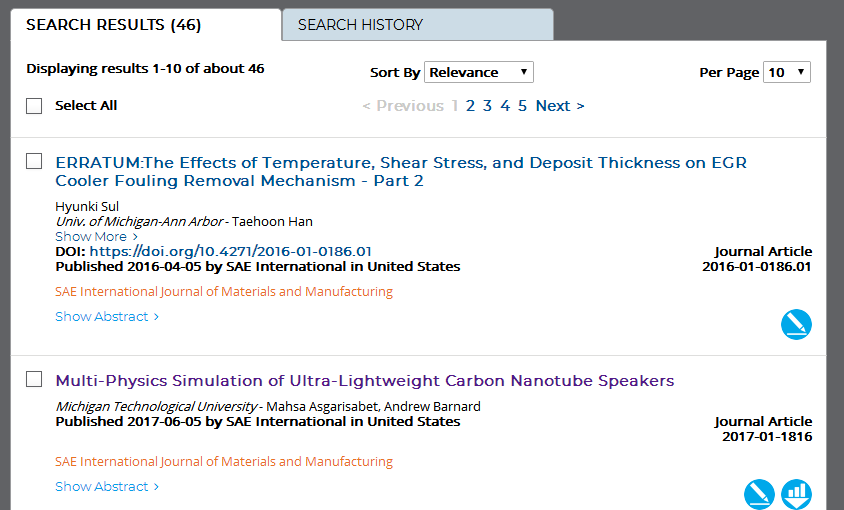 SEARCH RESULTS (46)
SEARCH HISTORY
Displaying results 1-10 of about 46
Sort By Relevance
Per Page 10
Select All
< Previous 1 2 3 4 5 Next >
ERRATUM:The Effects of Temperature, Shear Stress, and Deposit Thickness on EGR
Cooler Fouling Removal Mechanism - Part 2
Hyunki Sul
Univ. of Michigan-Ann Arbor - Taehoon Han
Show More >
DOI: https://doi.org/10.4271/2016-01-0186.01
Journal Article
Published 2016-04-05 by SAE International in United States
2016-01-0186.01
SAE International Journal of Materials and Manufacturing
Show Abstract >
Multi-Physics Simulation of Ultra-Lightweight Carbon Nanotube Speakers
Michigan Technological University - Mahsa Asgarisabet, Andrew Barnard
Published 2017-06-05 by SAE International in United States
Journal Article
2017-01-1816
SAE International Journal of Materials and Manufacturing
Show Abstract >